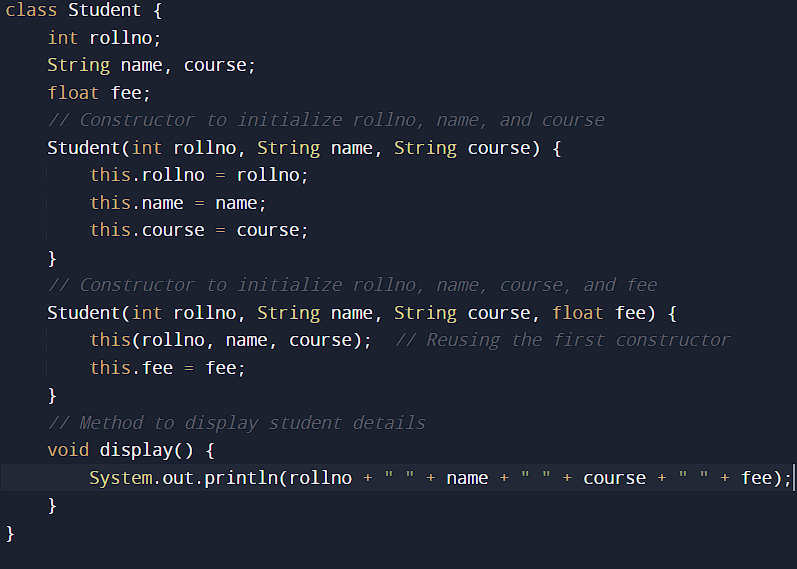 class Student {
    int rollno;
    String name, course;
    float fee;
    // Constructor to initialize rollno, name, and course
    Student(int rollno, String name, String course) {
        this.rollno = rollno;
        this.name = name;
        this.course = course;
    }
    // Constructor to initialize rollno, name, course, and fee
    Student(int rollno, String name, String course, float fee) {
        this(rollno, name, course);  // Reusing the first constructor
        this.fee = fee;
    }
    // Method to display student details
    void display() {
        System.out.println(rollno + " " + name + " " + course + " " + fee);
    }
}